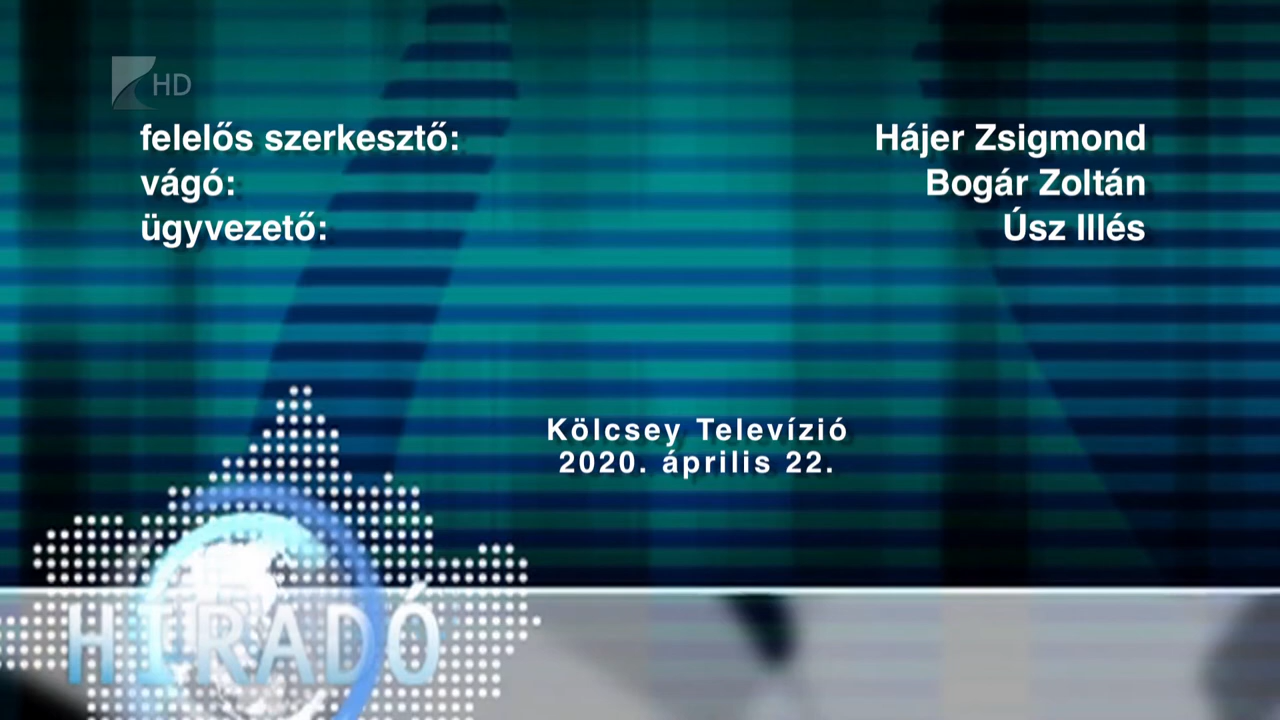 HD
felelős szerkesztő: Hájer Zsigmond
vágó: Bogár Zoltán
ügyvezető: Úsz Illés
Kölcsey Televízió
2020. április 22.
HÍRADÓ